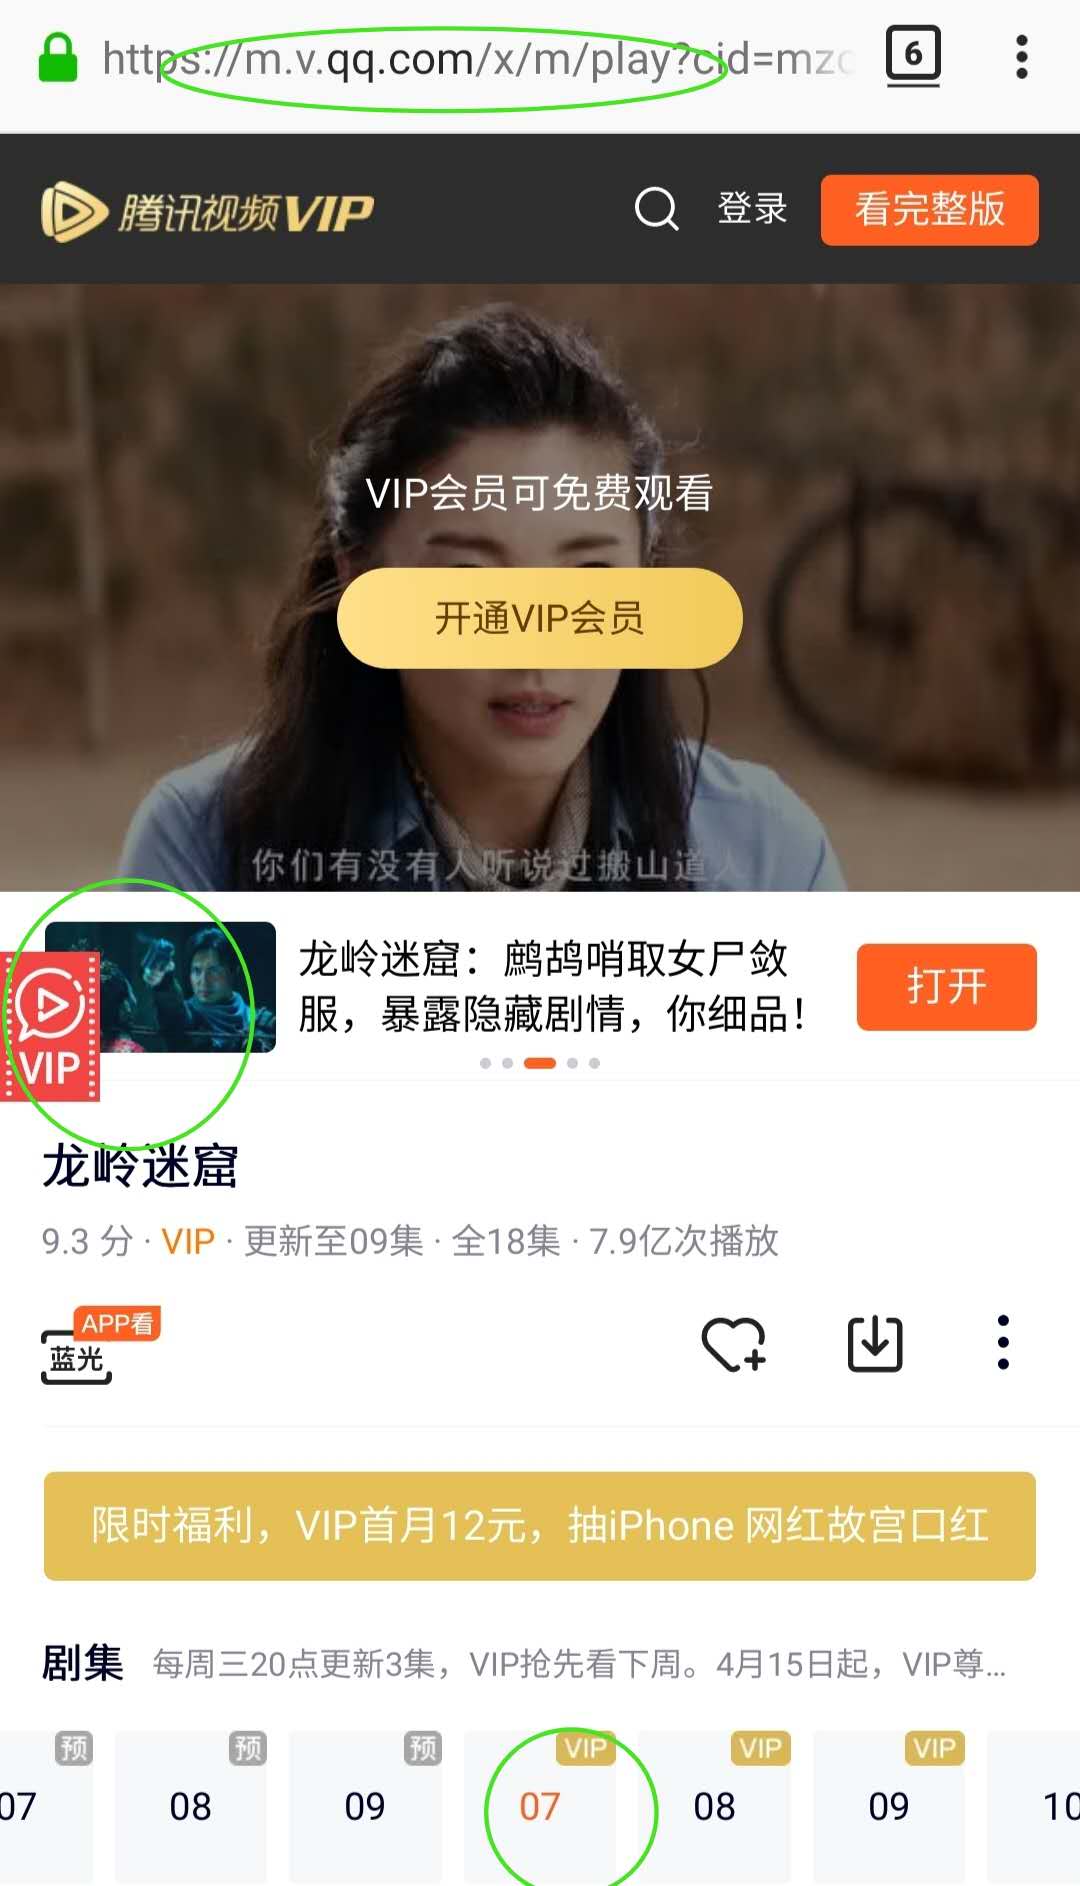 https://m.v.qq.com/x/m/play?cid=mzc
6
腾讯视频VIP
登录
看完整版
VIP会员可免费观看
开通VIP会员
你们有没有人听说过搬山道人
龙岭迷窟：鹧鸪哨取女尸敛
服，暴露隐藏剧情，你细品！
打开
VIP
龙岭迷窟
9.3 分 · VIP · 更新至09集 · 全18集 · 7.9亿次播放
APP看
蓝光
限时福利，VIP首月12元，抽iPhone 网红故宫口红
剧集 每周三20点更新3集，VIP抢先看下周。4月15日起，VIP尊...
预 预 预 VIP VIP VIP
07 08 09 07 08 09 10